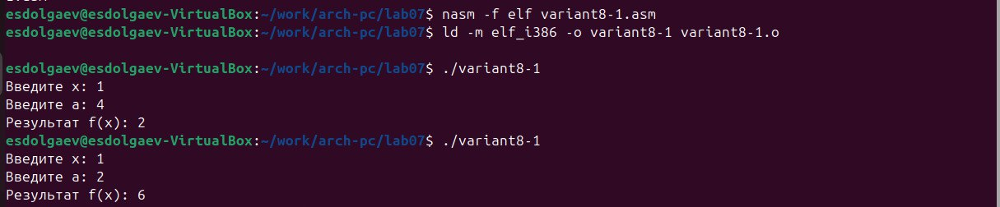 esdolgaev@esdolgaev-VirtualBox:~/work/arch-pc/lab07$ nasm -f elf variant8-1.asm
esdolgaev@esdolgaev-VirtualBox:~/work/arch-pc/lab07$ ld -m elf_i386 -o variant8-1 variant8-1.o
esdolgaev@esdolgaev-VirtualBox:~/work/arch-pc/lab07$ ./variant8-1
Введите x: 1
Введите a: 4
Результат f(x): 2
esdolgaev@esdolgaev-VirtualBox:~/work/arch-pc/lab07$ ./variant8-1
Введите x: 1
Введите a: 2
Результат f(x): 6